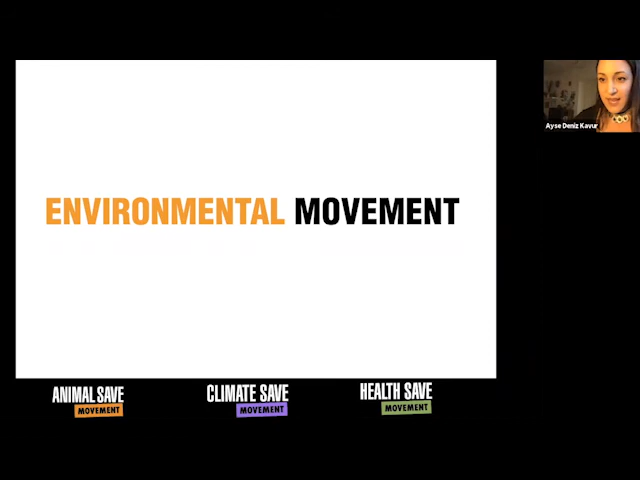 Ayse Deniz Kavur
ENVIRONMENTAL MOVEMENT
ANIMAL SAVE
MOVEMENT
CLIMATE SAVE
MOVEMENT
HEALTH SAVE
MOVEMENT